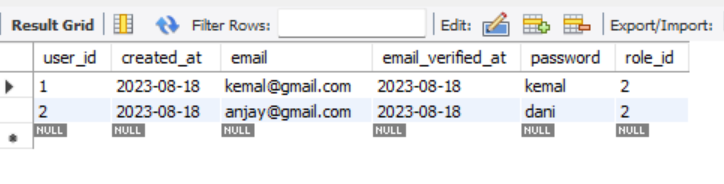 Result Grid Filter Rows: Edit: Export/Import:
user_id created_at email email_verified_at password role_id
1 2023-08-18 kemal@gmail.com 2023-08-18 kemal 2
2 2023-08-18 anjay@gmail.com 2023-08-18 dani 2
NULL NULL NULL NULL NULL NULL